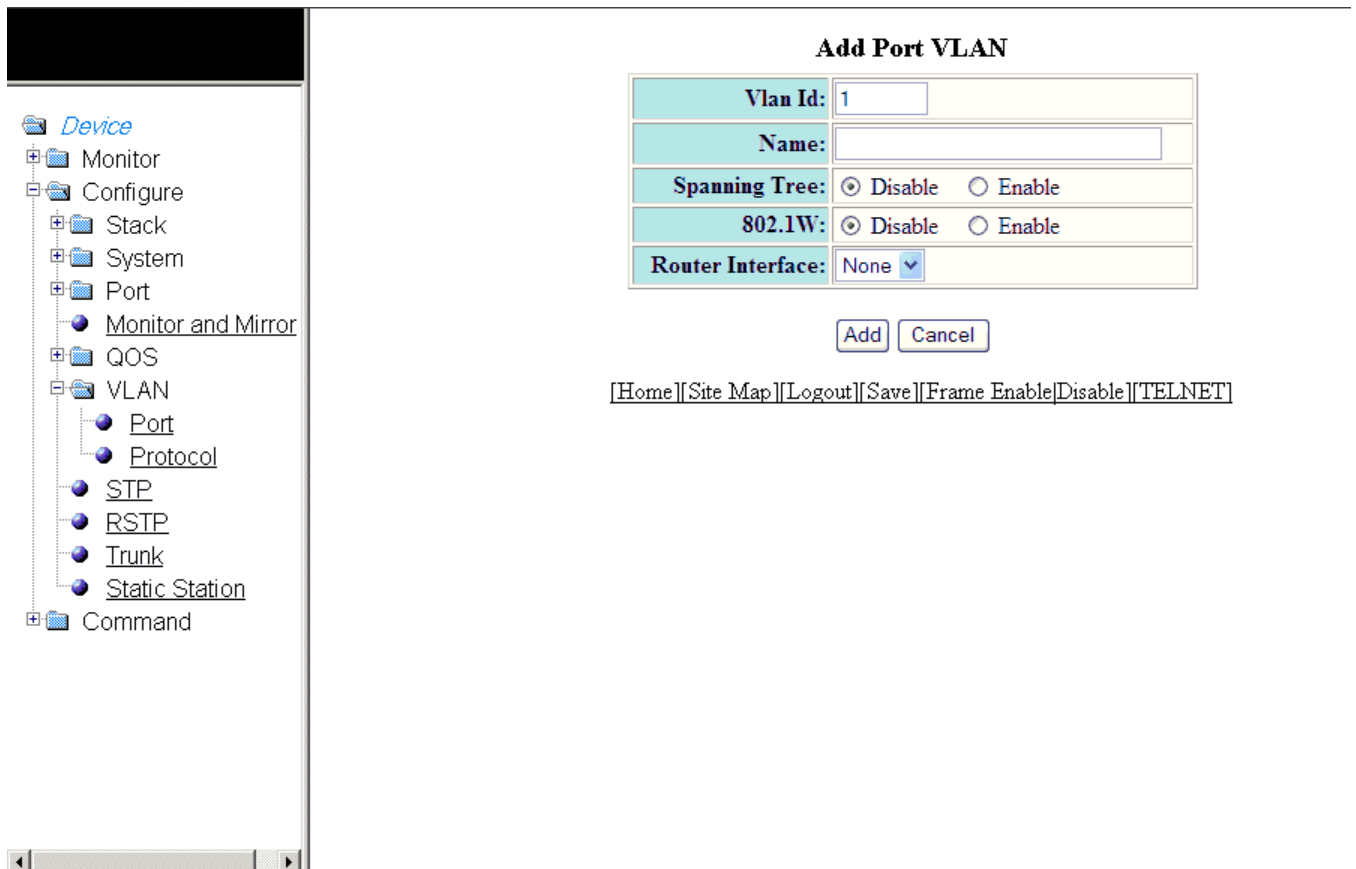 Device
Monitor
Configure
Stack
System
Port
Monitor and Mirror
QOS
VLAN
Port
Protocol
STP
RSTP
Trunk
Static Station
Command
Add Port VLAN
Vlan Id: 1
Name:
Spanning Tree: Disable Enable
802.1W: Disable Enable
Router Interface: None
Add Cancel
[Home][Site Map][Logout][Save][Frame Enable|Disable][TELNET]